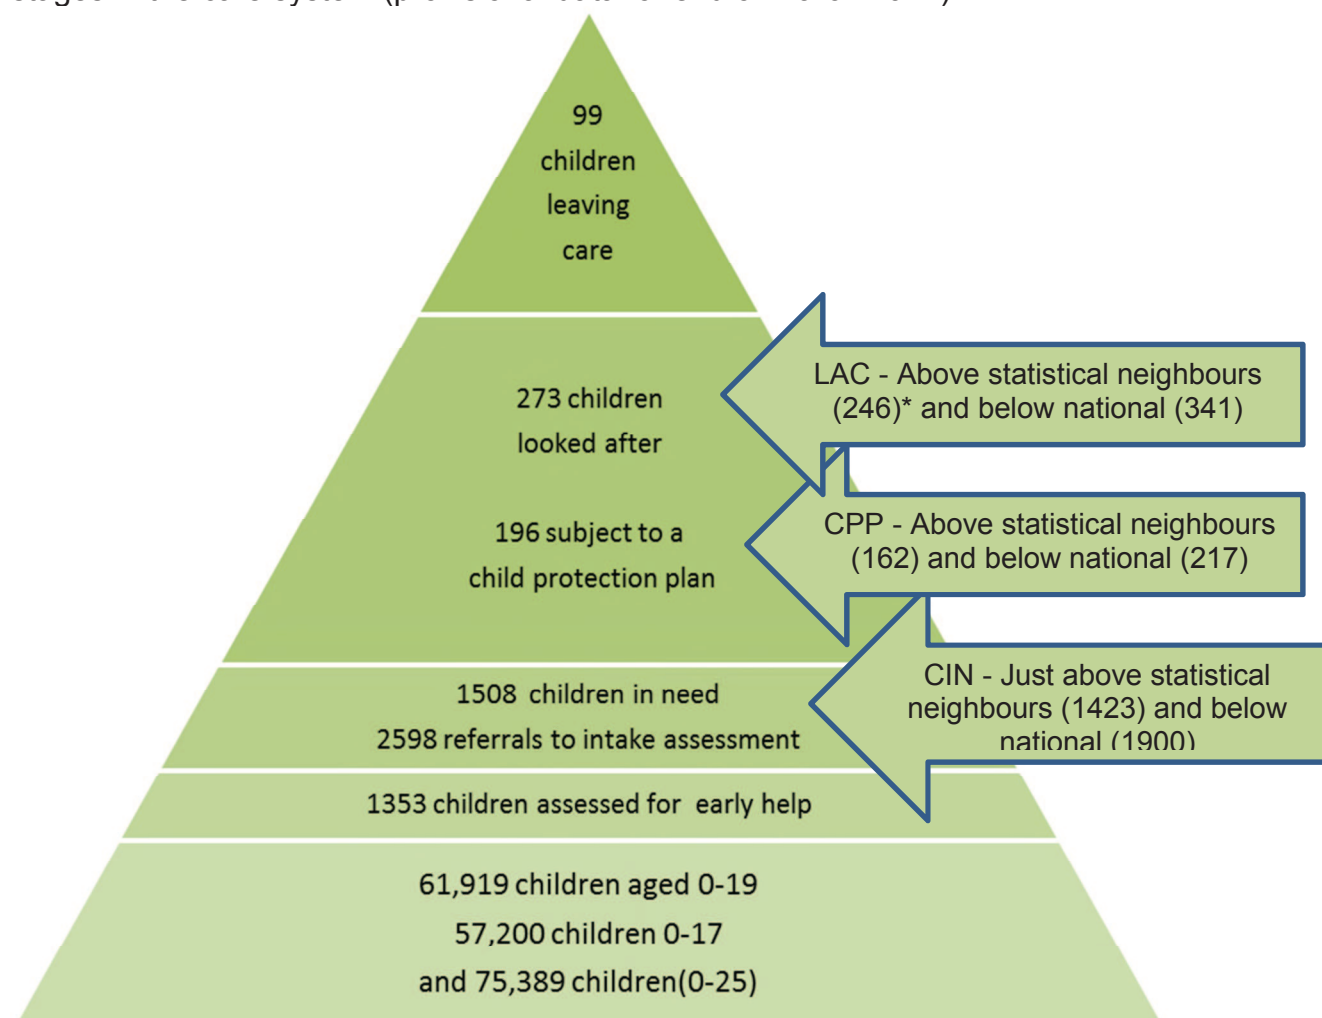 99
children
leaving
care
273 children
looked after
196 subject to a
child protection plan
LAC - Above statistical neighbours
(246)* and below national (341)
CPP - Above statistical neighbours
(162) and below national (217)
1508 children in need
2598 referrals to intake assessment
CIN - Just above statistical
neighbours (1423) and below
national (1900)
1353 children assessed for early help
61,919 children aged 0-19
57,200 children 0-17
and 75,389 children(0-25)